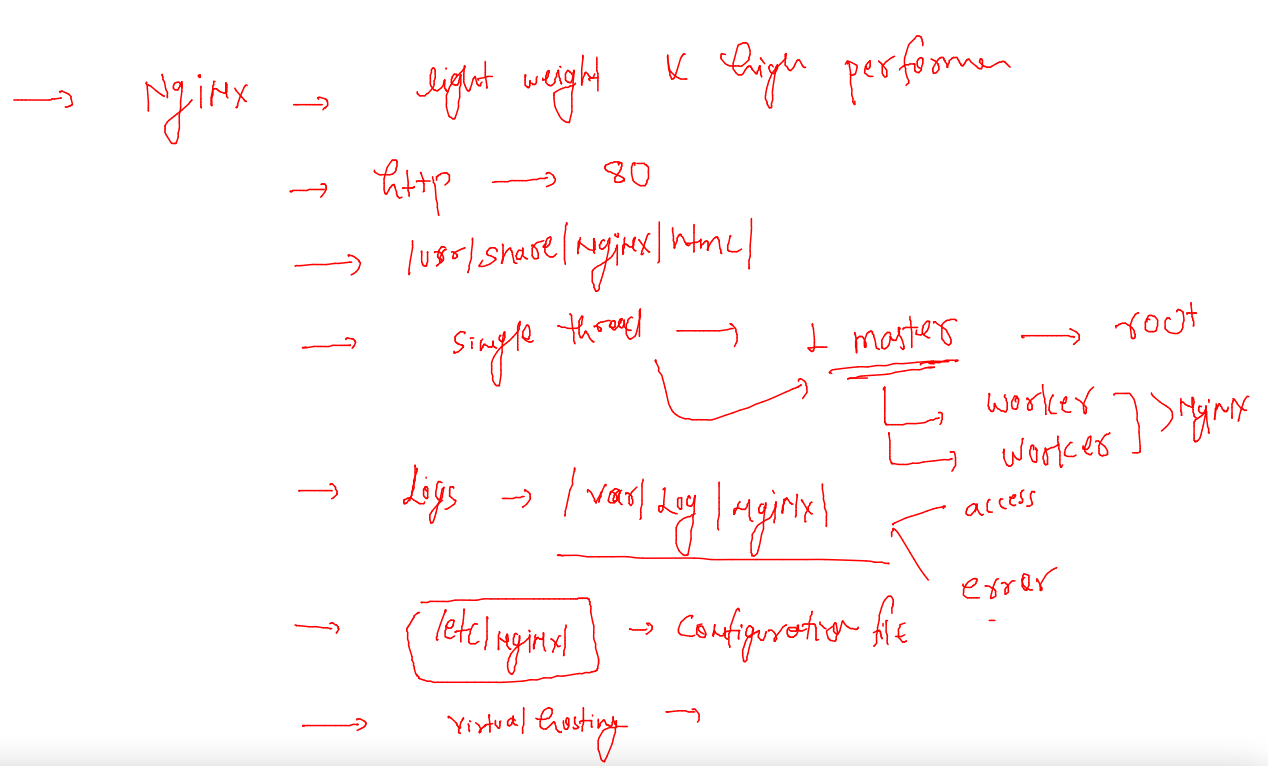 → Nginx → light weight & high performer
→ http → 80
→ /usr/share/nginx/html/
→ single thread → 1 master → root
→ worker
→ worker > Nginx
→ Logs → /var/log/nginx/
access
error
→ /etc/nginx/ → Configuration file
→ virtual hosting →